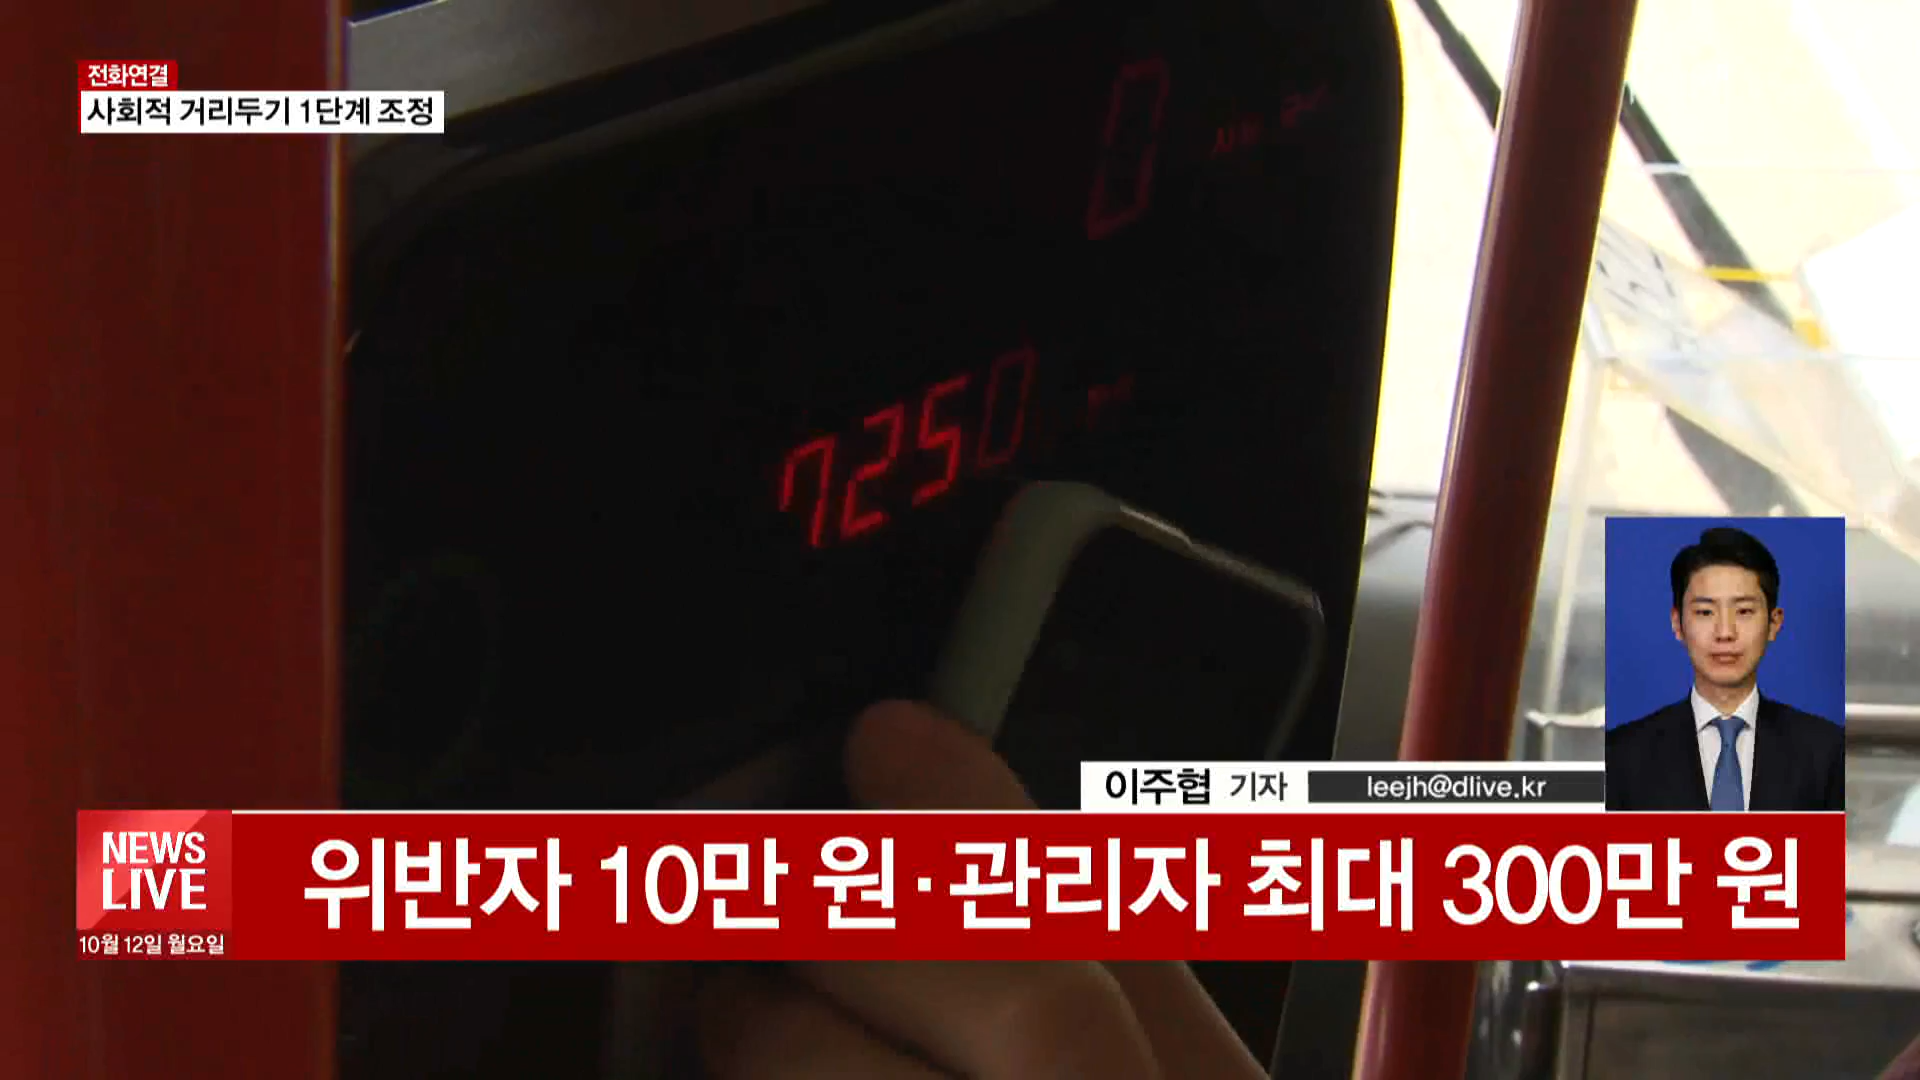 전화연결
사회적 거리두기 1단계 조정
0
7250
이주협 기자
leejh@dlive.kr
NEWS
LIVE
위반자 10만 원·관리자 최대 300만 원
10월 12일 월요일